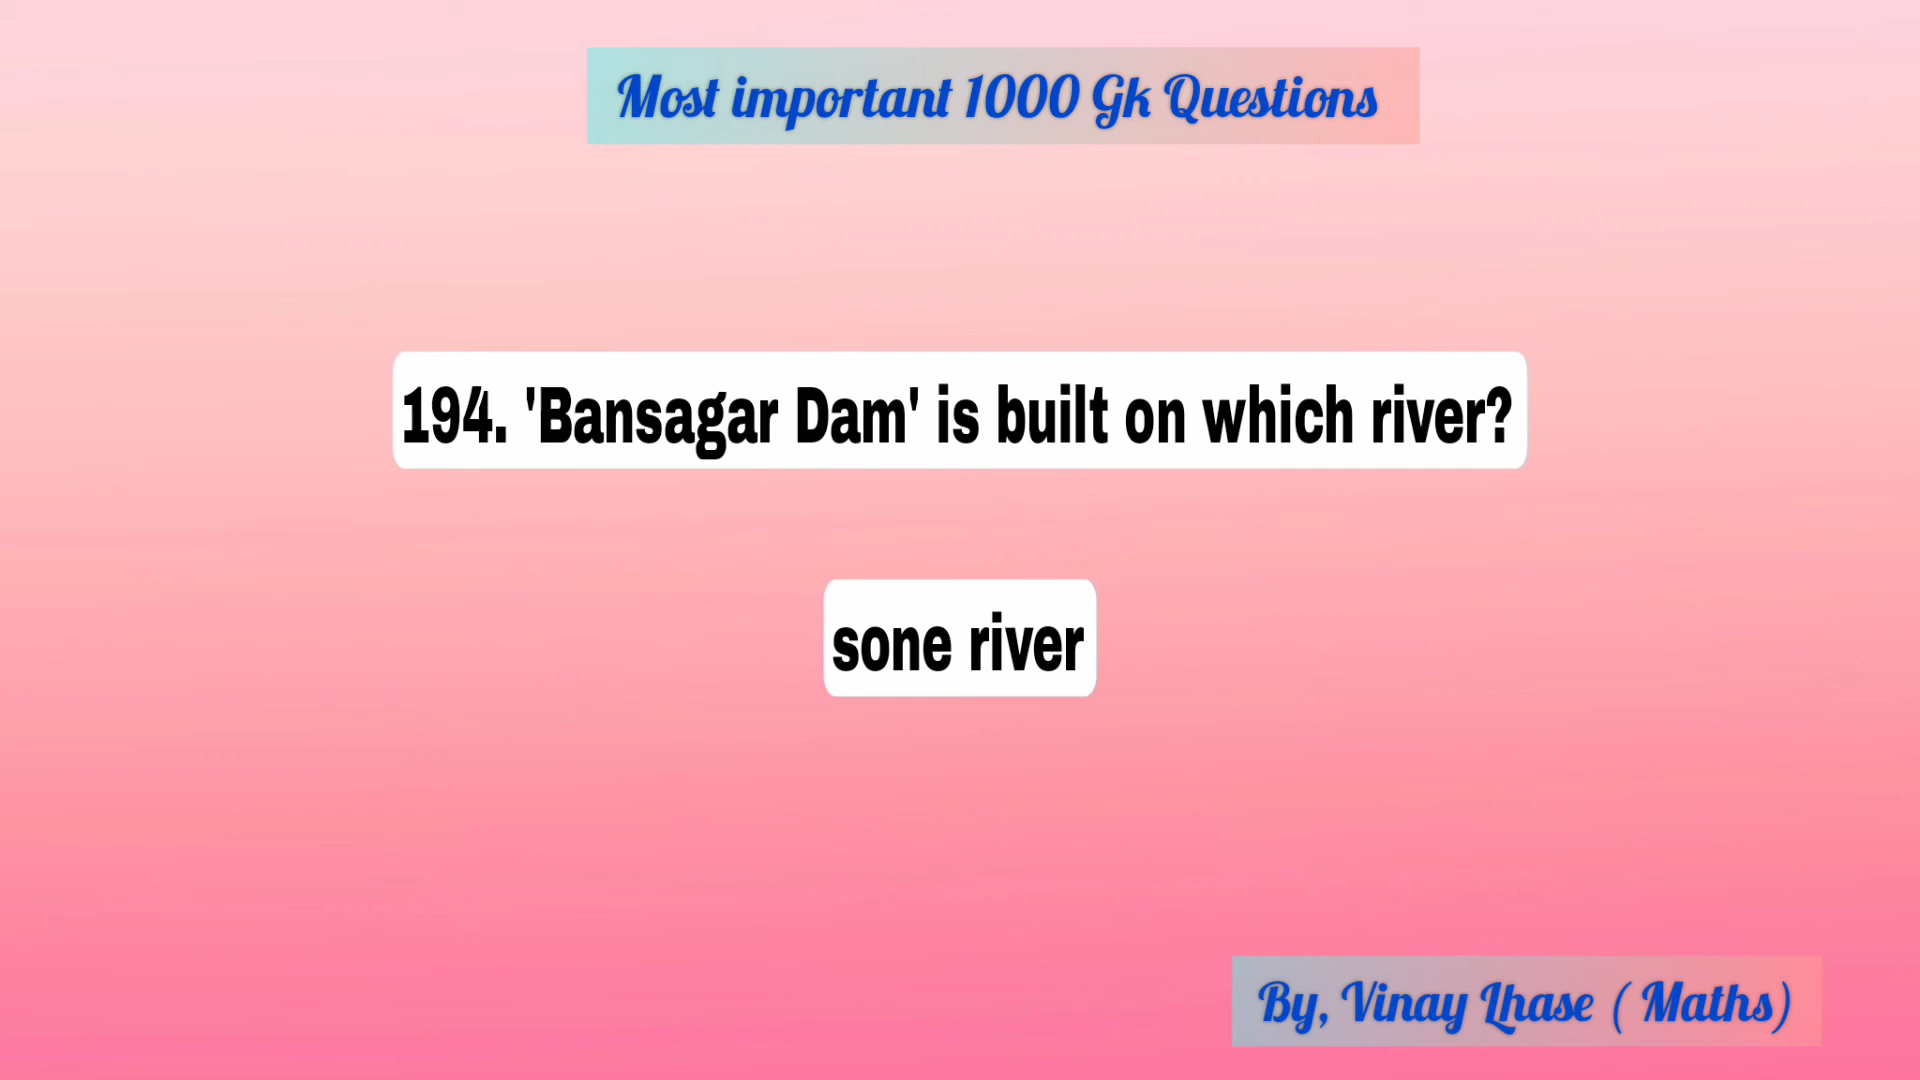 Most important 1000 Gk Questions
194. 'Bansagar Dam' is built on which river?
sone river
By, Vinay Lhase ( Maths)